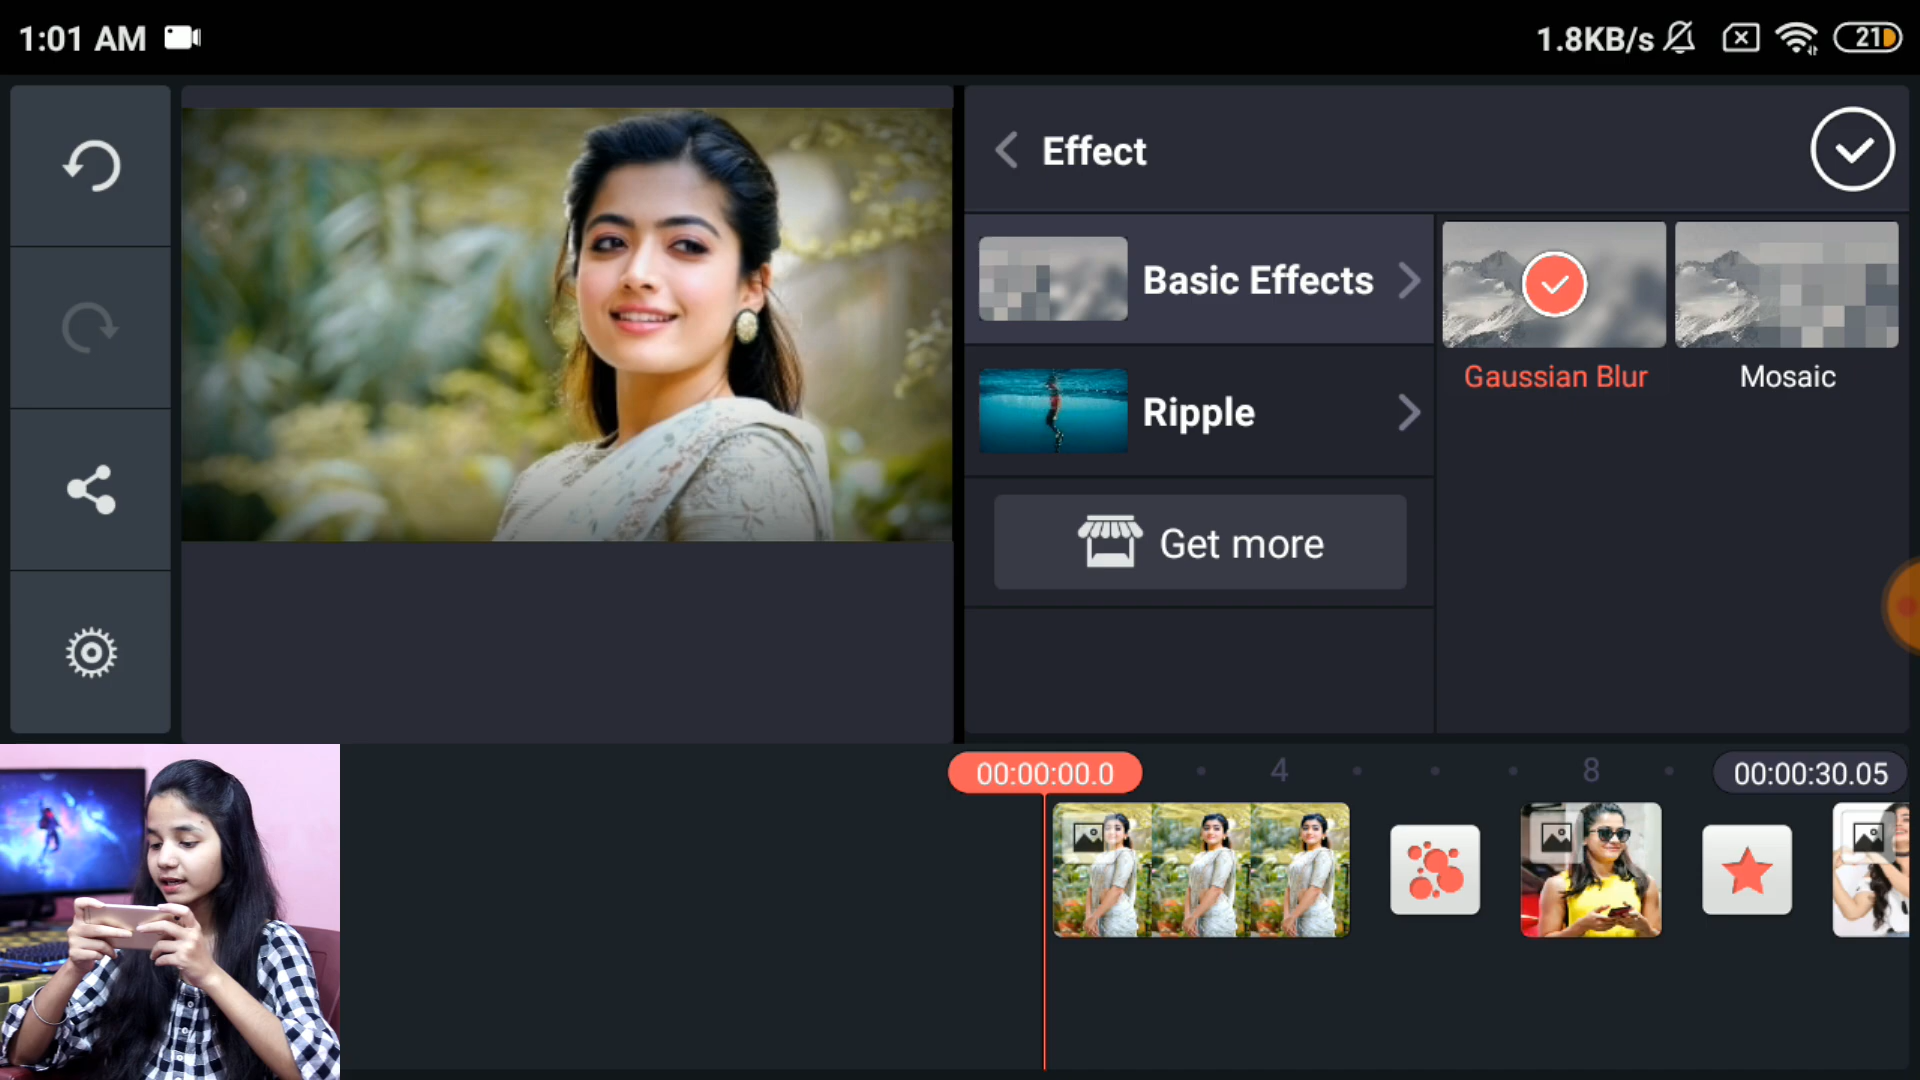 1:01 AM
1.8KB/s
21
Effect
Basic Effects
Gaussian Blur
Mosaic
Ripple
Get more
00:00:00.0
4
8
00:00:30.05